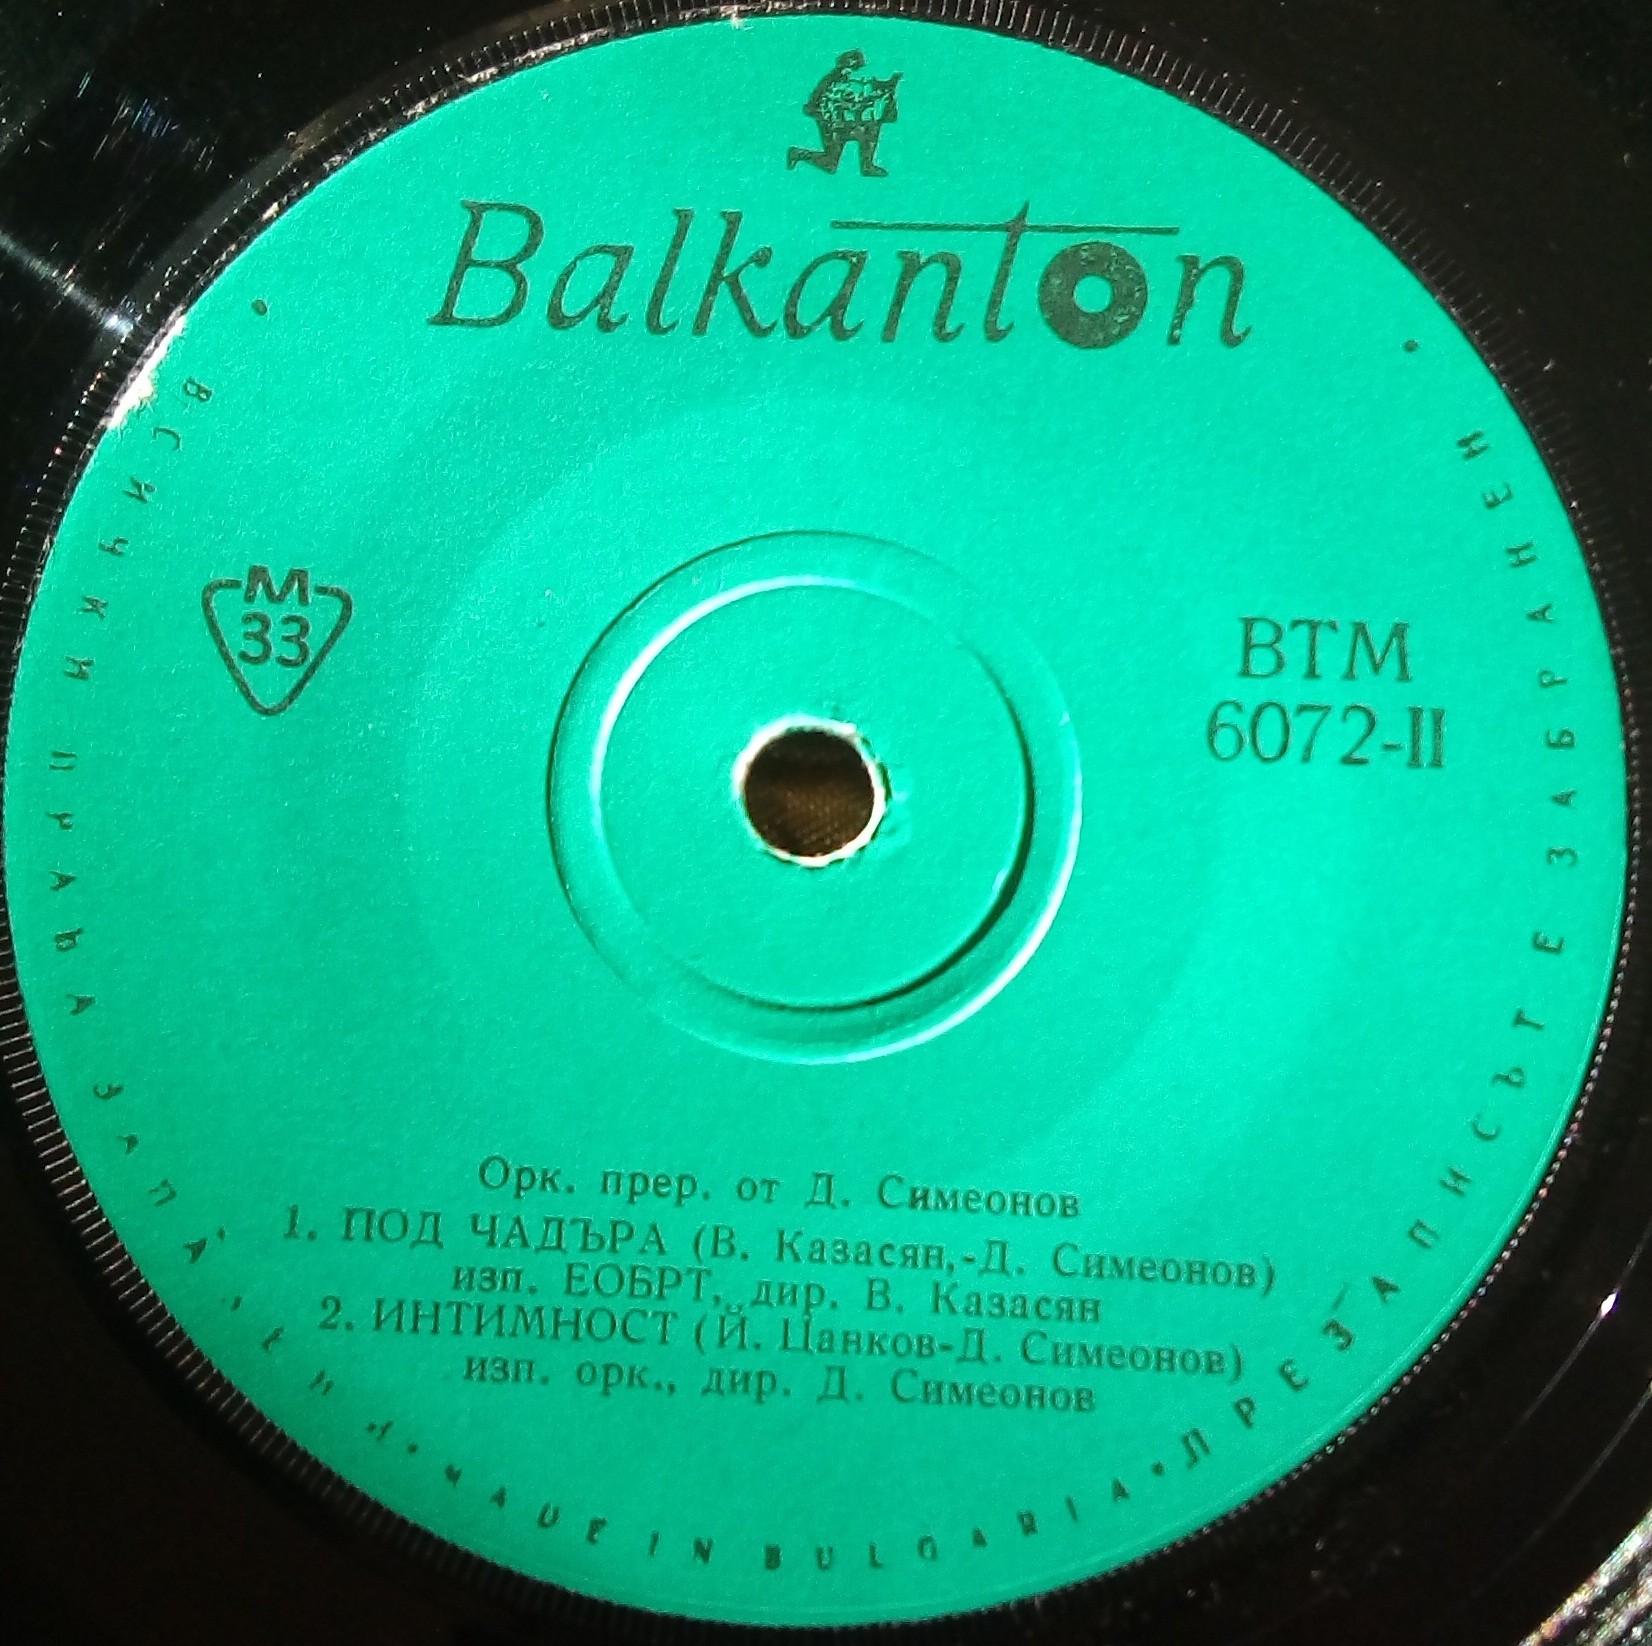 Balkanton
М
33
ВТМ
6072-II
Орк. прер. от Д. Симеонов
1. ПОД ЧАДЪРА (В. Казасян,-Д. Симеонов)
изп. ЕОБРТ, дир. В. Казасян
2. ИНТИМНОСТ (Й. Цанков-Д. Симеонов)
изп. орк., дир. Д. Симеонов
• ВСИЧКИ ПРАВА ЗАПАЗЕНИ • MADE IN BULGARIA • ПРЕЗАПИСЪТ Е ЗАБРАНЕН •